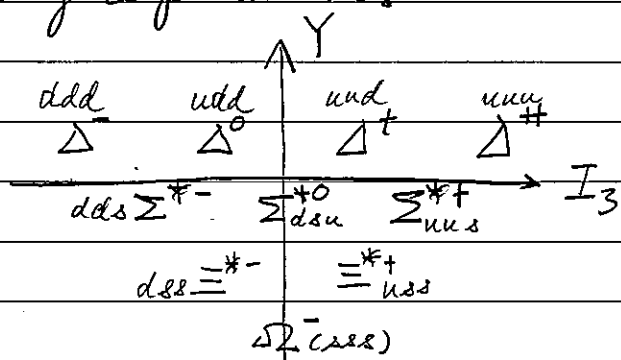 Y
ddd udd uud uuu
Δ⁻ Δ⁰ Δ⁺ Δ⁺⁺
I₃
dds Σ*⁻ Σ*⁰ dsu Σ*⁺ uus
dss Ξ*⁻ Ξ*⁺ uss
Ω⁻ (sss)